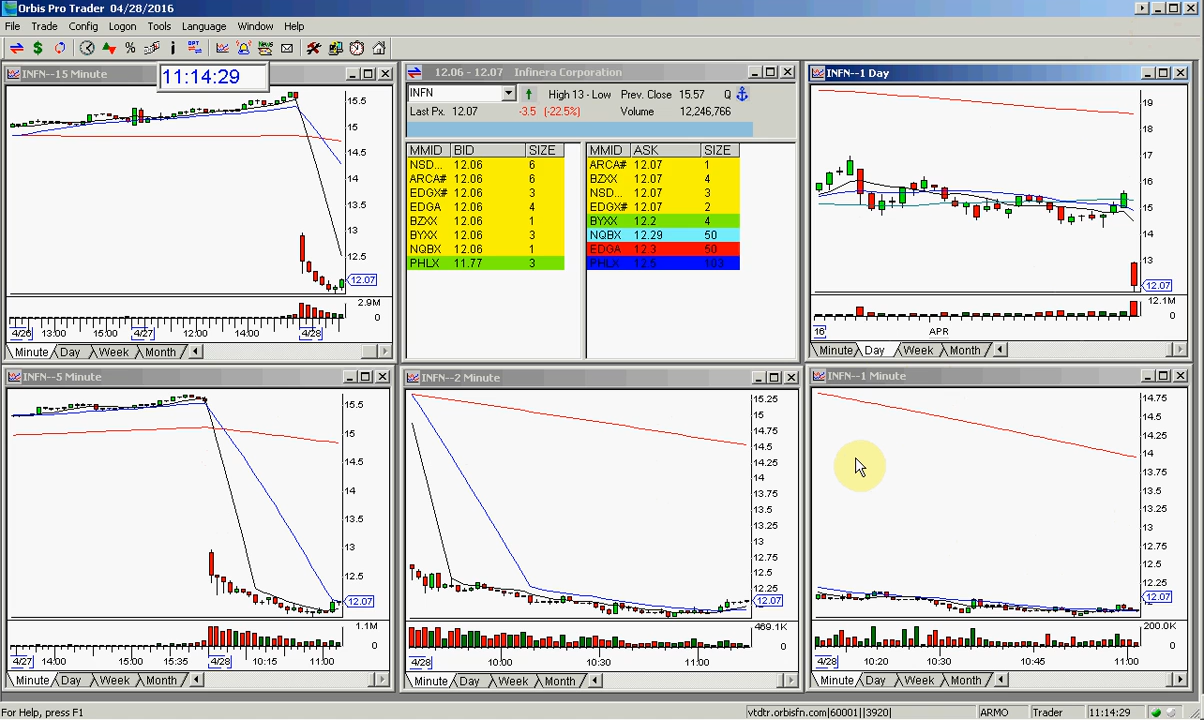 Orbis Pro Trader 04/28/2016
File Trade Config Logon Tools Language Window Help
INFN--15 Minute
11:14:29
15.5
15
14.5
14
13.5
13
12.5
12.07
2.9M
0
4/26 13:00 15:00 4/27 12:00 14:00 4/28
Minute Day Week Month
12.06 - 12.07 Infinera Corporation
INFN High 13 - Low Prev. Close 15.57 Q
Last Px. 12.07 -3.5 (-22.5%) Volume 12,246,766
MMID BID SIZE
NSD... 12.06 6
ARCA# 12.06 6
EDGX# 12.06 3
EDGA 12.06 4
BZXX 12.06 1
BYXX 12.06 3
NQBX 12.06 1
PHLX 11.77 3
MMID ASK SIZE
ARCA# 12.07 1
BZXX 12.07 4
NSD... 12.07 3
EDGX# 12.07 2
BYXX 12.2 4
NQBX 12.29 50
EDGA 12.3 50
PHLX 12.5 103
INFN--1 Day
19
18
17
16
15
14
13
12.07
12.1M
0
16 APR
Minute Day Week Month
INFN--5 Minute
15.5
15
14.5
14
13.5
13
12.5
12.07
1.1M
0
4/27 14:00 15:00 15:35 4/28 10:15 11:00
Minute Day Week Month
INFN--2 Minute
15.25
15
14.75
14.5
14.25
14
13.75
13.5
13.25
13
12.75
12.5
12.25
12.07
469.1K
0
4/28 10:00 10:30 11:00
Minute Day Week Month
INFN--1 Minute
14.75
14.5
14.25
14
13.75
13.5
13.25
13
12.75
12.5
12.25
12.07
200.0K
0
4/28 10:20 10:30 10:45 11:00
Minute Day Week Month
For Help, press F1 vtdtr.orbisfn.com|60001||3920| ARMO Trader 11:14:29